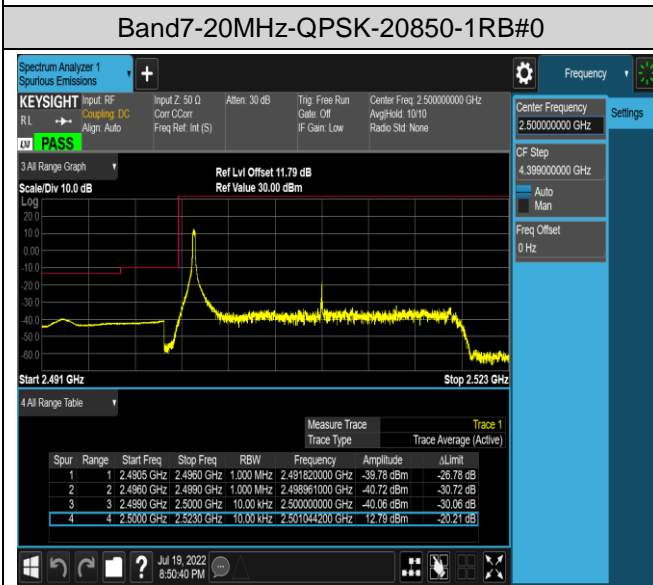 Band7-20MHz-QPSK-20850-1RB#0
Spectrum Analyzer 1
Spurious Emissions
Frequency
KEYSIGHT
Input: RF
Coupling: DC
Align: Auto
Input Z: 50 Ω
Corr CCorr
Freq Ref: Int (S)
Atten: 30 dB
Trig: Free Run
Gate: Off
IF Gain: Low
Center Freq: 2.500000000 GHz
Avg|Hold: 10/10
Radio Std: None
RL
LXI PASS
Center Frequency
2.500000000 GHz
Settings
CF Step
4.399000000 GHz
Auto
Man
Freq Offset
0 Hz
3 All Range Graph
Scale/Div 10.0 dB
Ref Lvl Offset 11.79 dB
Ref Value 30.00 dBm
Log
20.0
10.0
0.00
-10.0
-20.0
-30.0
-40.0
-50.0
-60.0
Start 2.491 GHz
Stop 2.523 GHz
4 All Range Table
Measure Trace Trace 1
Trace Type Trace Average (Active)
Spur Range Start Freq Stop Freq RBW Frequency Amplitude ΔLimit
1 1 2.4905 GHz 2.4960 GHz 1.000 MHz 2.491820000 GHz -39.78 dBm -26.78 dB
2 2 2.4960 GHz 2.4990 GHz 1.000 MHz 2.498961000 GHz -40.72 dBm -30.72 dB
3 3 2.4990 GHz 2.5000 GHz 10.00 kHz 2.500000000 GHz -40.06 dBm -30.06 dB
4 4 2.5000 GHz 2.5230 GHz 10.00 kHz 2.501044200 GHz 12.79 dBm -20.21 dB
Jul 19, 2022
8:50:40 PM